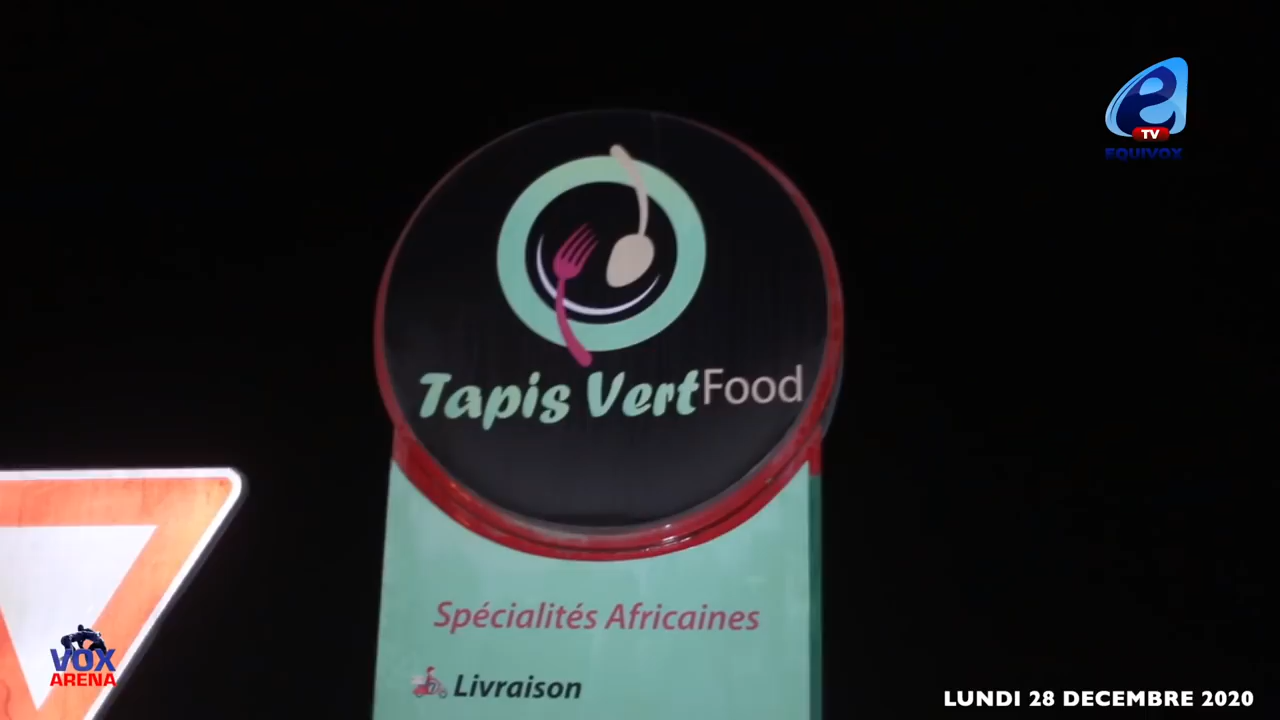 TV
EQUIVOX
Tapis Vert Food
Spécialités Africaines
Livraison
VOX
ARENA
LUNDI 28 DECEMBRE 2020